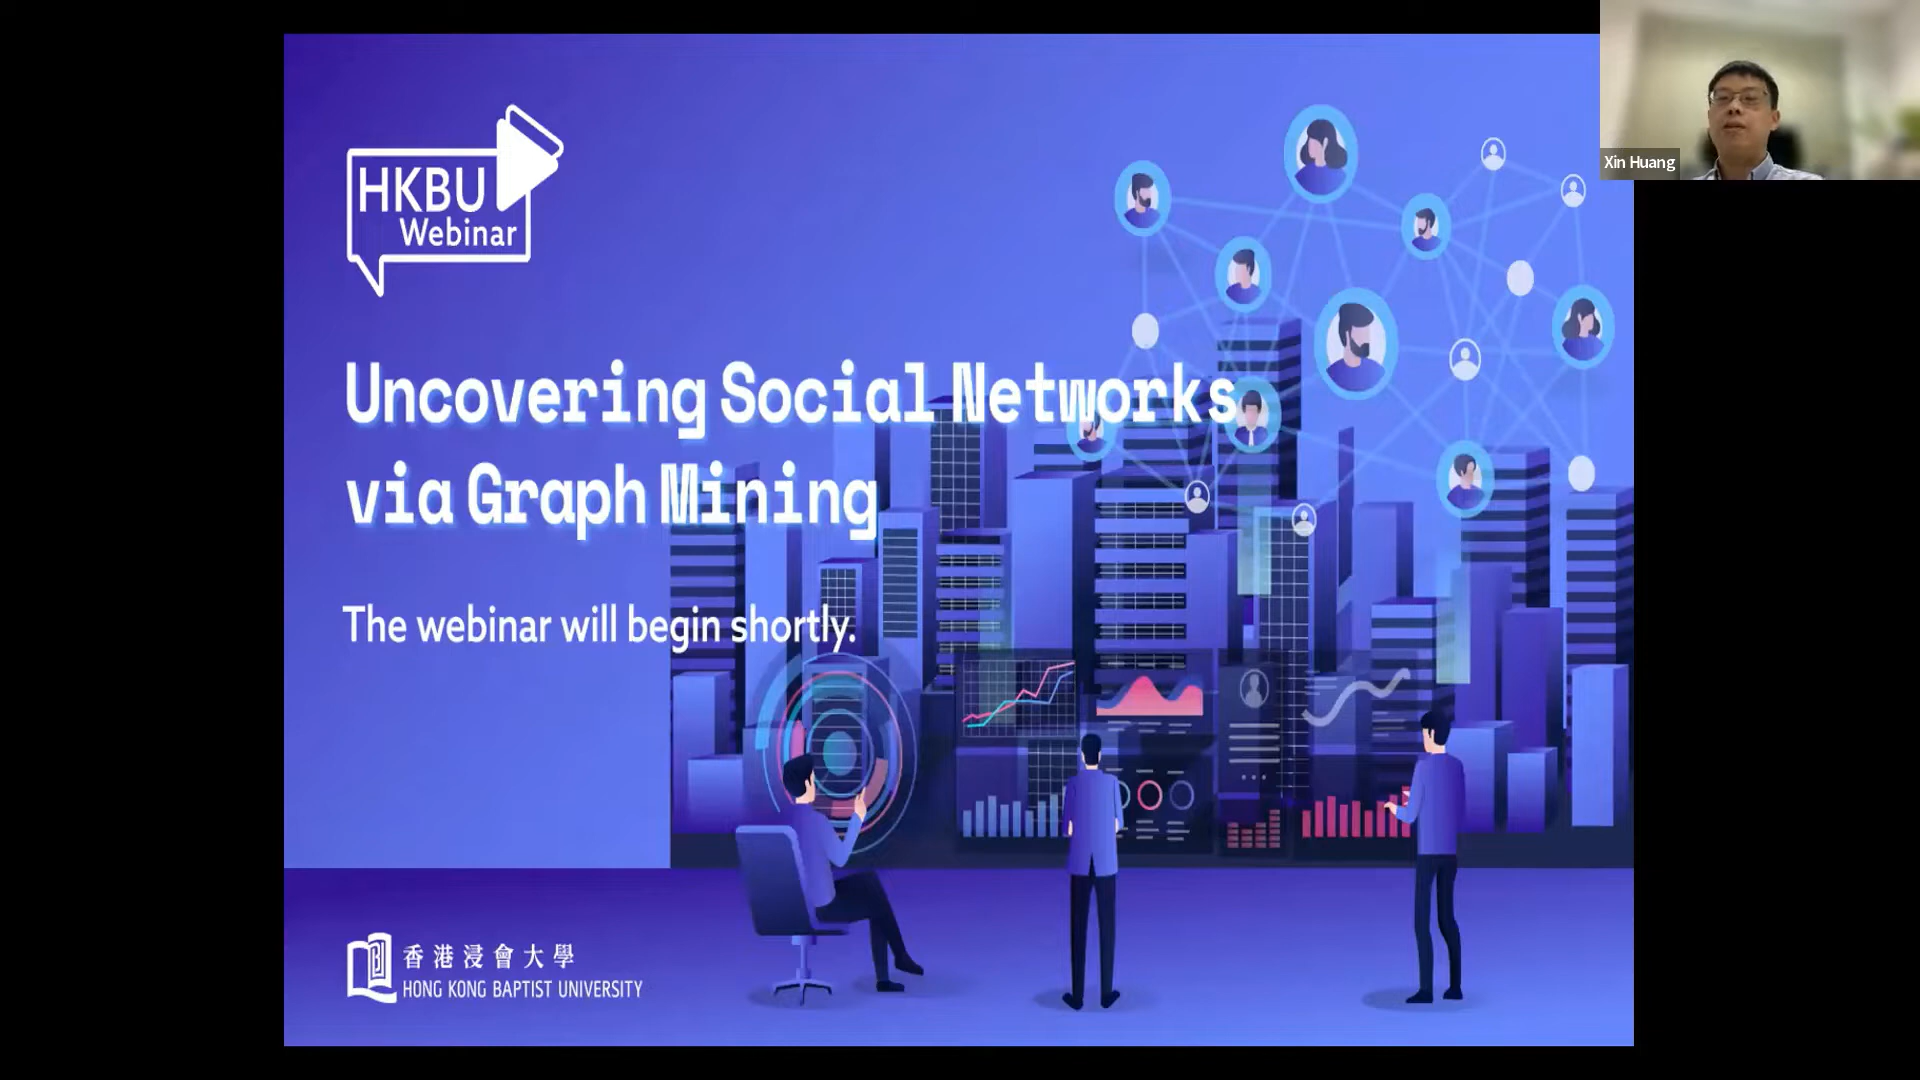 HKBU
Webinar
Xin Huang
Uncovering Social Networks
via Graph Mining
The webinar will begin shortly.
香港浸會大學
HONG KONG BAPTIST UNIVERSITY